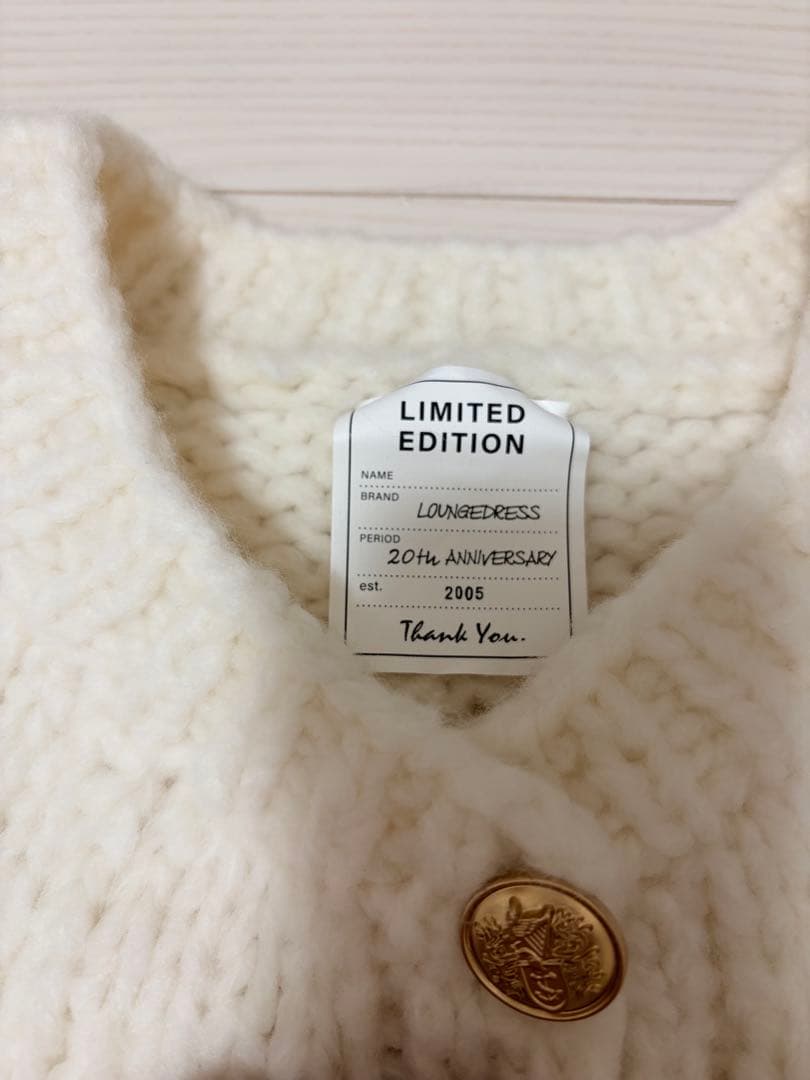 LIMITED
EDITION
NAME
BRAND LOUNGEDRESS
PERIOD 20th ANNIVERSARY
est. 2005
Thank You.